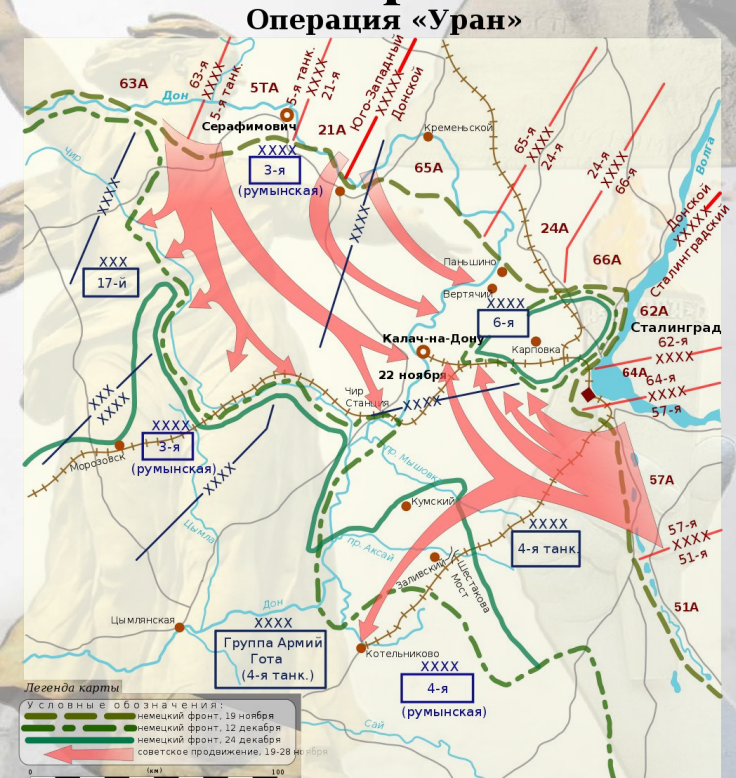 Операция «Уран»
63А
Дон
63-я
XXXX
5-я танк.
5ТА
5-я танк.
XXXX
21-я
Юго-Западный
XXXXX
Донской
Серафимович
21А
XXXX
3-я
(румынская)
Кременьской
65А
65-я
XXXX
24-я
24-я
XXXX
66-я
Волга
Чир
XXXX
XXXX
24А
66А
Донской
XXXXX
Сталинградский
XXX
17-й
Паньшино
Вертячий
XXXX
6-я
62А
Сталинград
Калач-на-Дону
Карповка
62-я
XXXX
22 ноября
64А
64-я
XXXX
57-я
Чир
Станция
XXXX
XXX
XXXX
XXXX
3-я
(румынская)
Морозовск
XXXX
пр. Мышовка
57А
Кумский
Цымла
XXXX
4-я танк.
57-я
XXXX
51-я
пр. Аксай
Заливский
Шестакова
Мост
Дон
51А
Цымлянская
XXXX
Группа Армий
Гота
(4-я танк.)
Котельниково
XXXX
4-я
(румынская)
Сай
Легенда карты
Условные обозначения:
немецкий фронт, 19 ноября
немецкий фронт, 12 декабря
немецкий фронт, 24 декабря
советское продвижение, 19-28 ноября
0
(км)
100